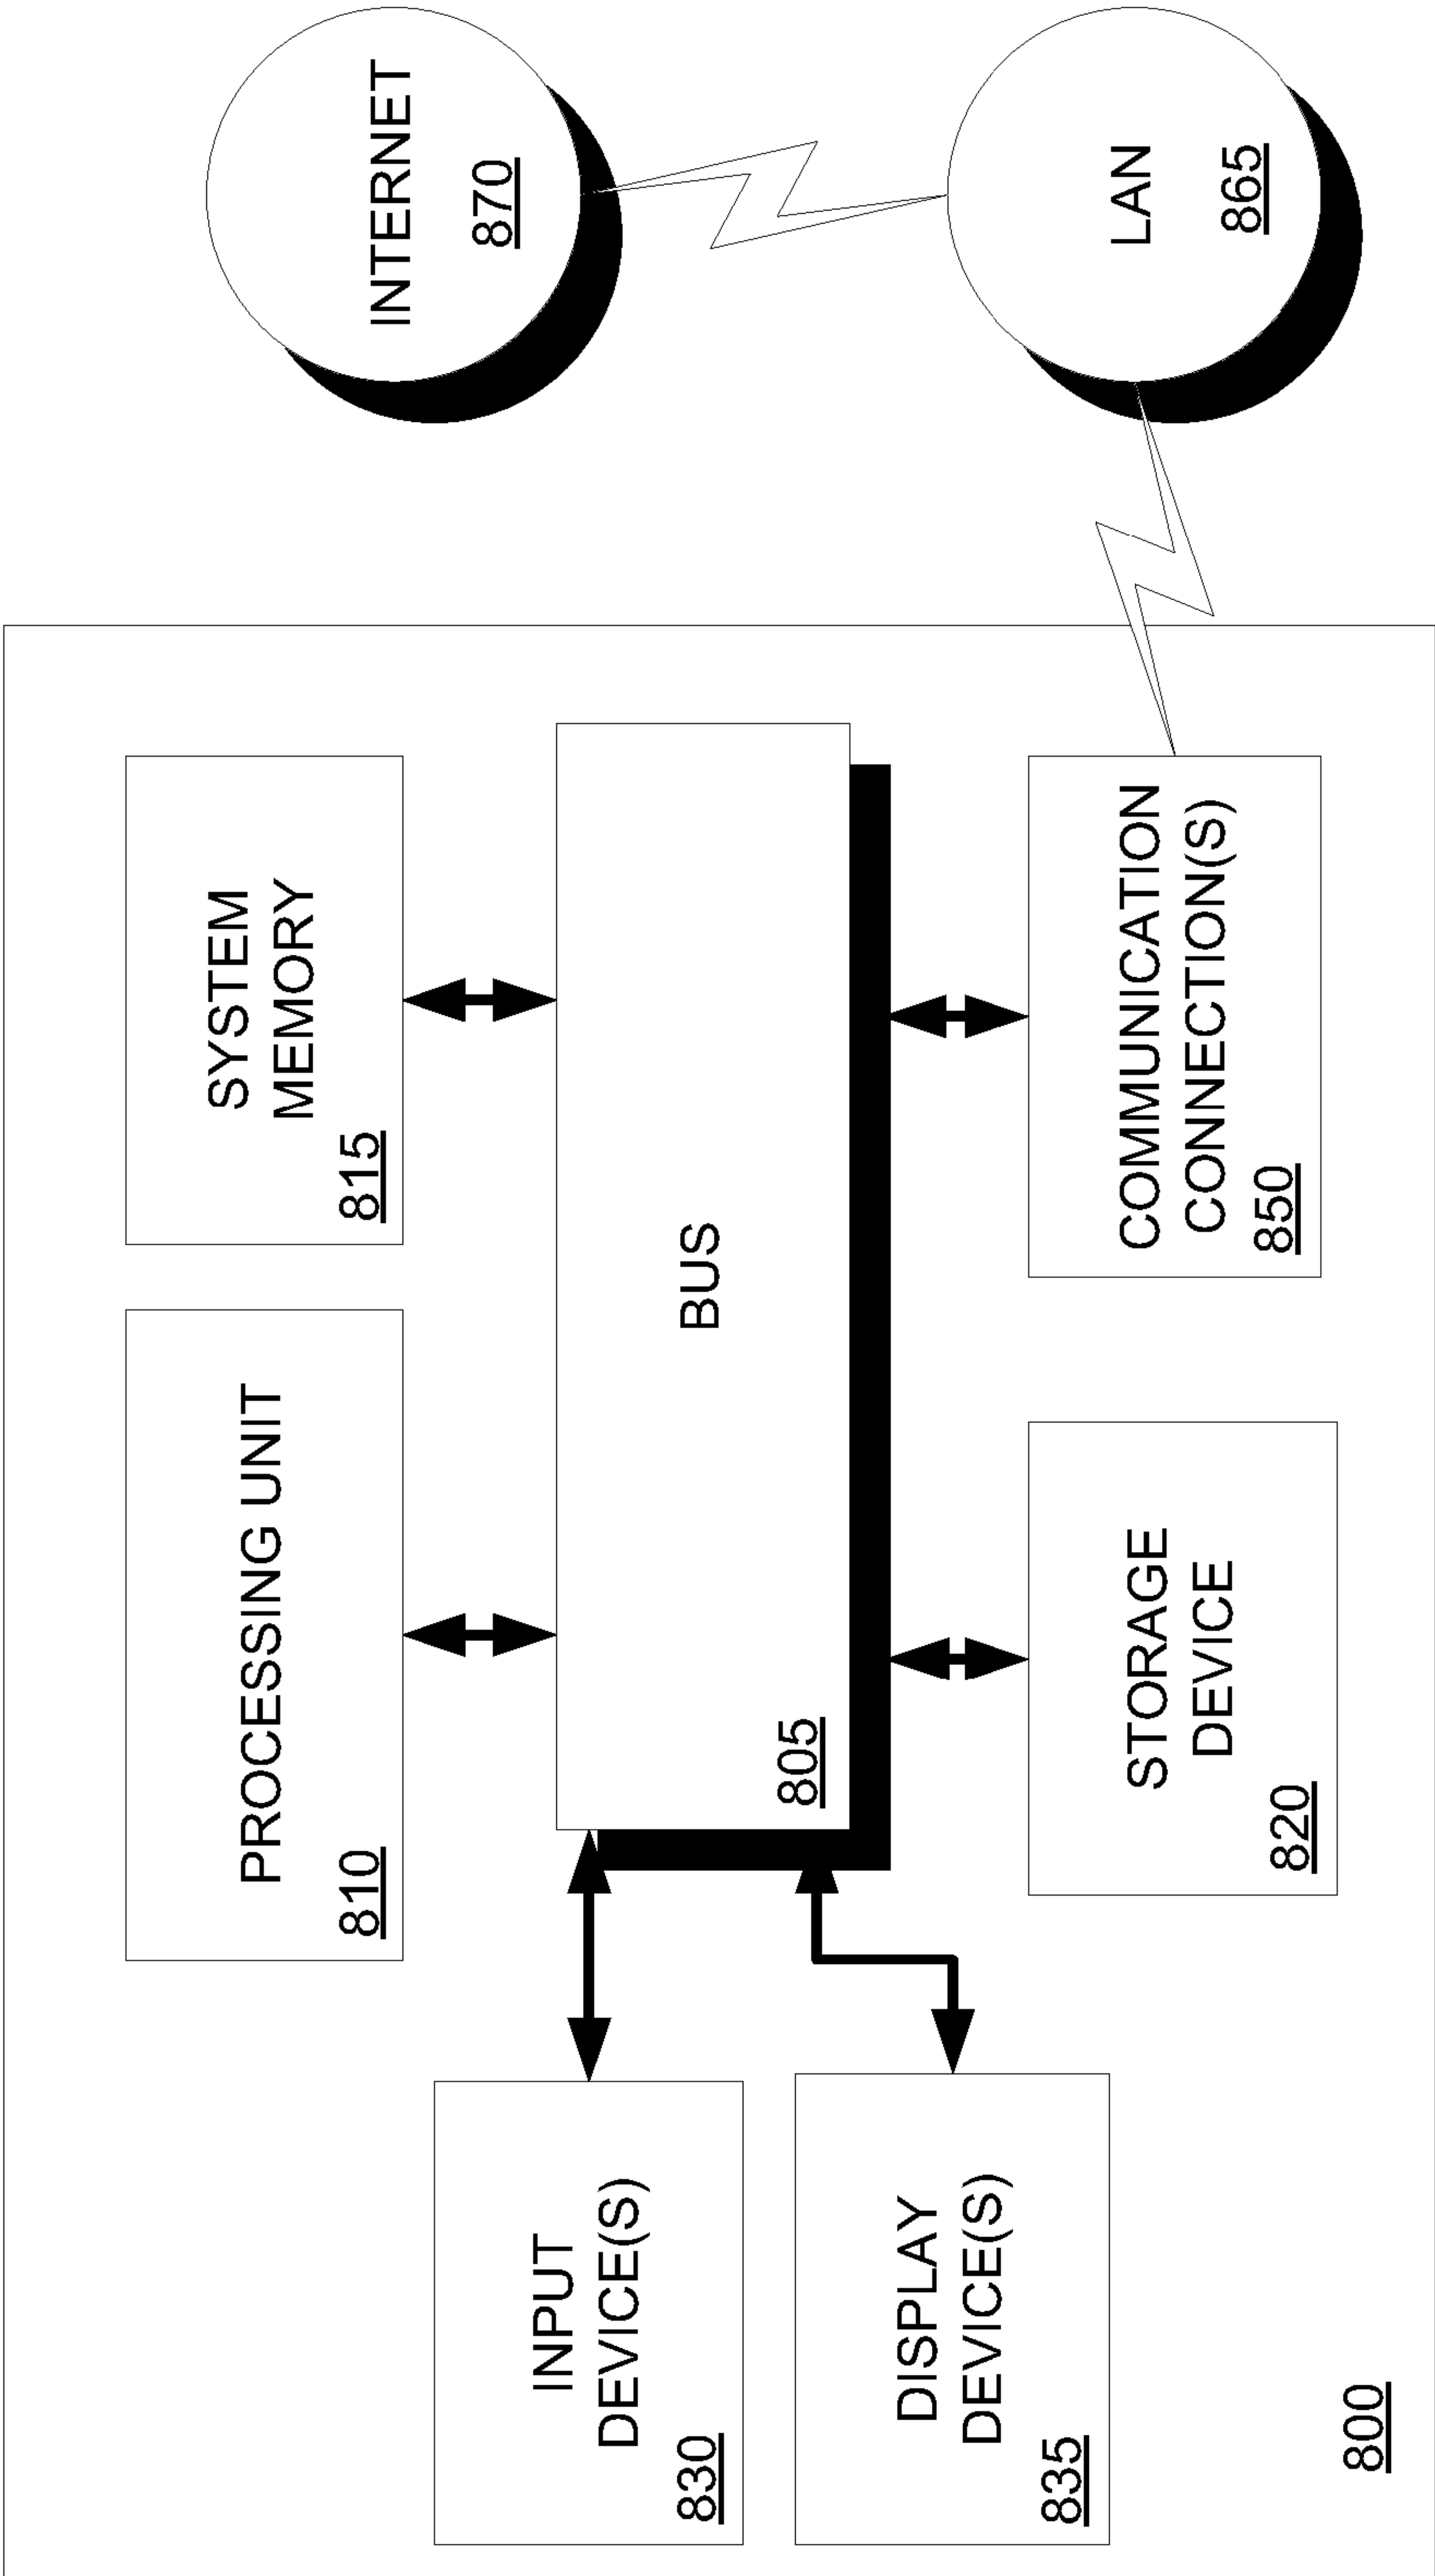 PROCESSING UNIT
810
SYSTEM
MEMORY
815
INTERNET
870
INPUT
DEVICE(S)
830
BUS
805
DISPLAY
DEVICE(S)
835
STORAGE
DEVICE
820
COMMUNICATION
CONNECTION(S)
850
LAN
865
800